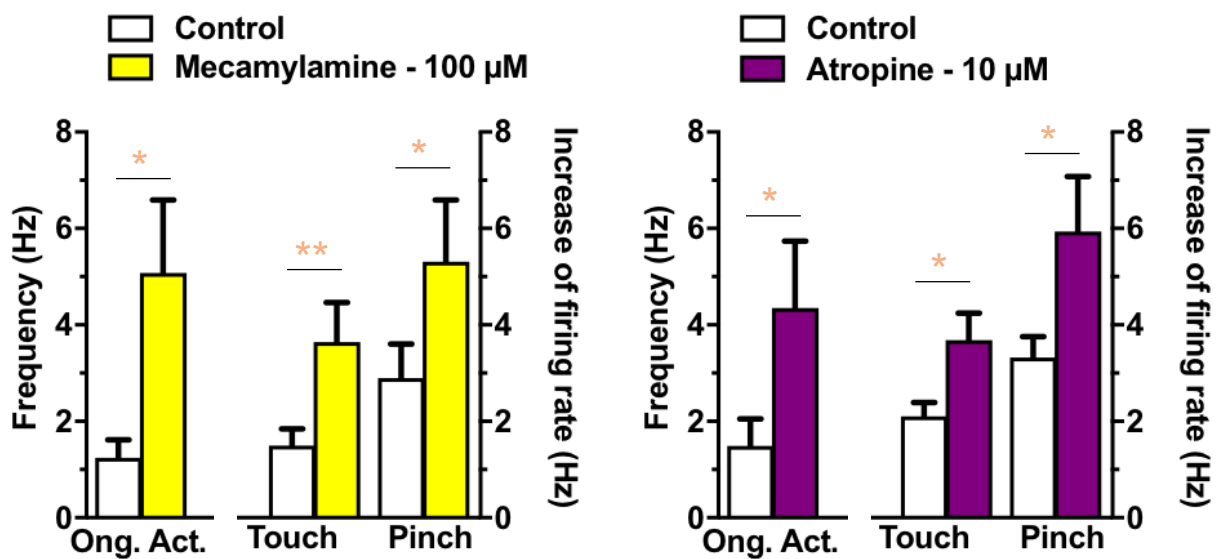 Control
Mecamylamine - 100 µM
Frequency (Hz)
8
6
4
2
0
*
**
*
8
6
4
2
0
Increase of firing rate (Hz)
Ong. Act.
Touch
Pinch
Control
Atropine - 10 µM
Frequency (Hz)
8
6
4
2
0
*
*
*
8
6
4
2
0
Increase of firing rate (Hz)
Ong. Act.
Touch
Pinch